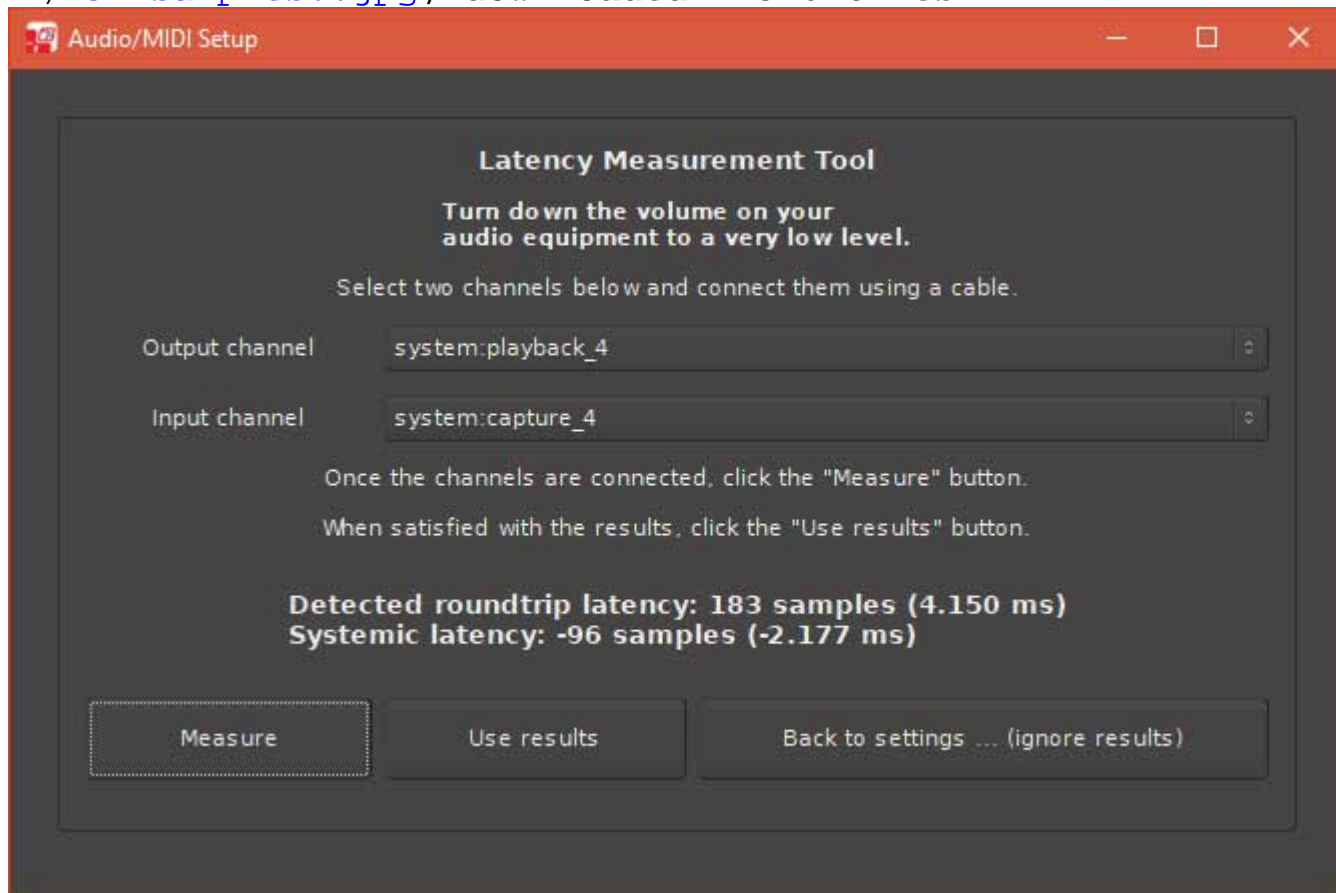 Audio/MIDI Setup
Latency Measurement Tool
Turn down the volume on your
audio equipment to a very low level.
Select two channels below and connect them using a cable.
Output channel system:playback_4
Input channel system:capture_4
Once the channels are connected, click the "Measure" button.
When satisfied with the results, click the "Use results" button.
Detected roundtrip latency: 183 samples (4.150 ms)
Systemic latency: -96 samples (-2.177 ms)
Measure Use results Back to settings ... (ignore results)